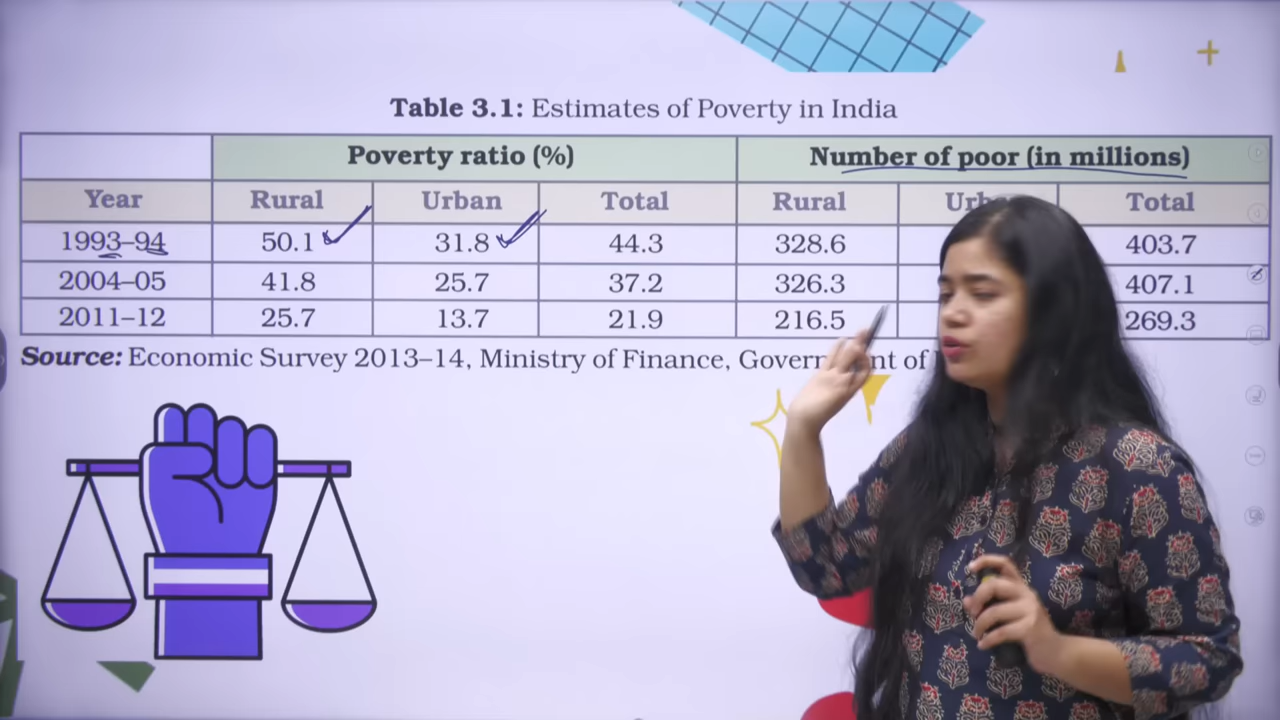 Table 3.1: Estimates of Poverty in India
Poverty ratio (%) Number of poor (in millions)
Year Rural Urban Total Rural Total
1993–94 50.1 31.8 44.3 328.6 403.7
2004–05 41.8 25.7 37.2 326.3 407.1
2011–12 25.7 13.7 21.9 216.5 269.3
Source: Economic Survey 2013–14, Ministry of Finance, of